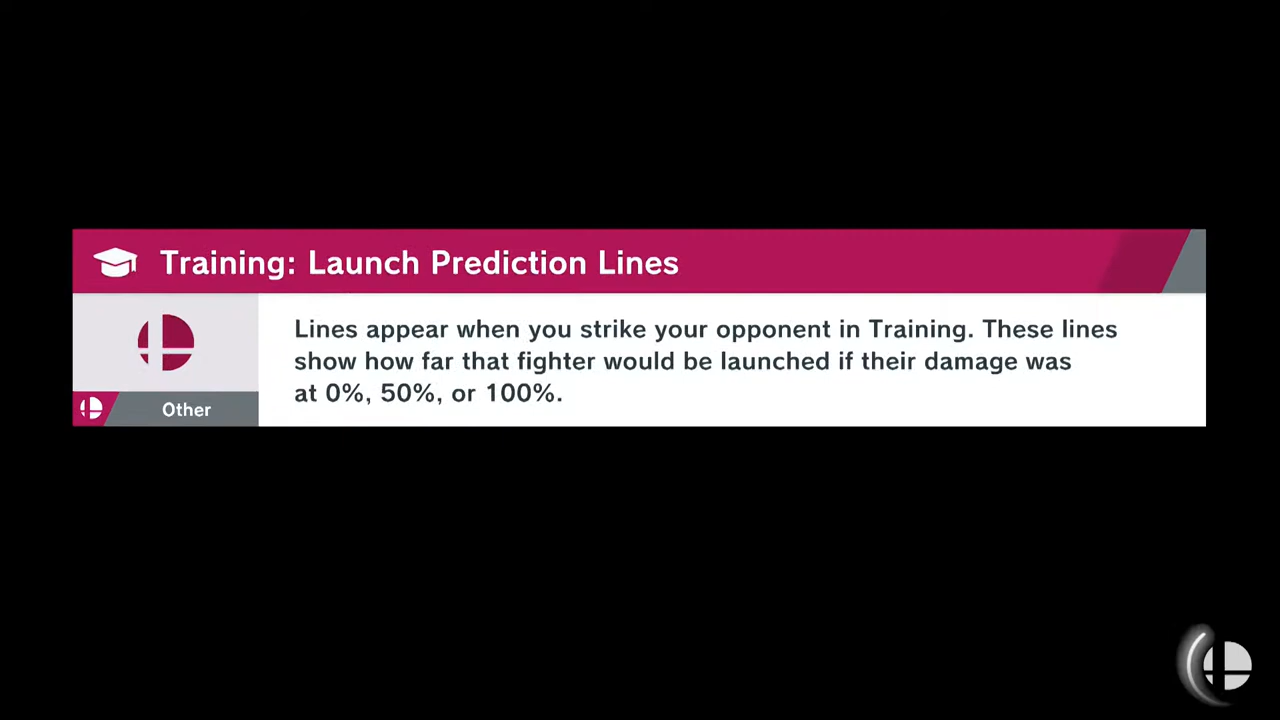 Training: Launch Prediction Lines
Lines appear when you strike your opponent in Training. These lines
show how far that fighter would be launched if their damage was
at 0%, 50%, or 100%.
Other